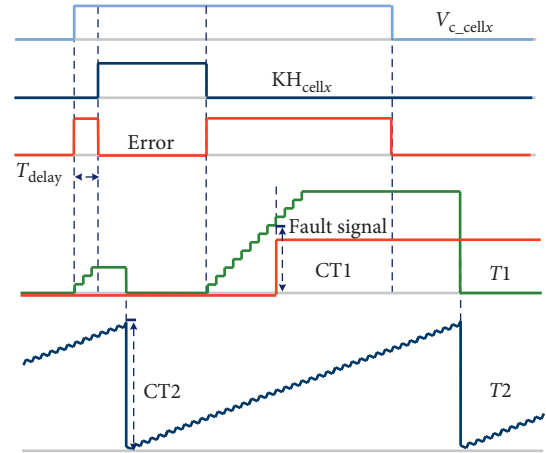 V_c_cellx
KH_cellx
Error
T_delay
Fault signal
CT1
T1
CT2
T2